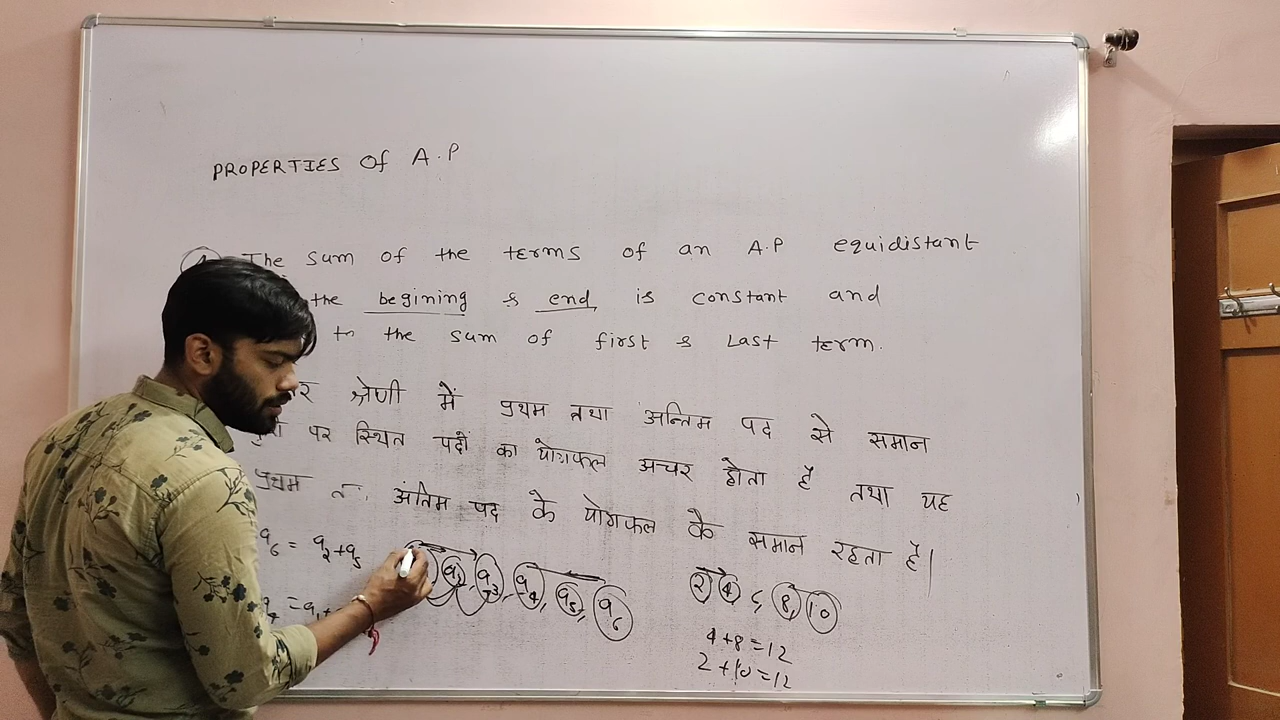 PROPERTIES Of A.P
The sum of the terms of an A.P equidistant
the begining & end, is constant and
to the sum of first & Last term.
श्रेणी में प्रथम तथा अन्तिम पद से समान
पर स्थित पदों का योगफल अचर होता है तथा यह
प्रथम अंतिम पद के योगफल के समान रहता है।
a6 = a2+a5
a2, a3, a4, a5, a6
2, 4, 8, 10
4+8=12
2+10=12